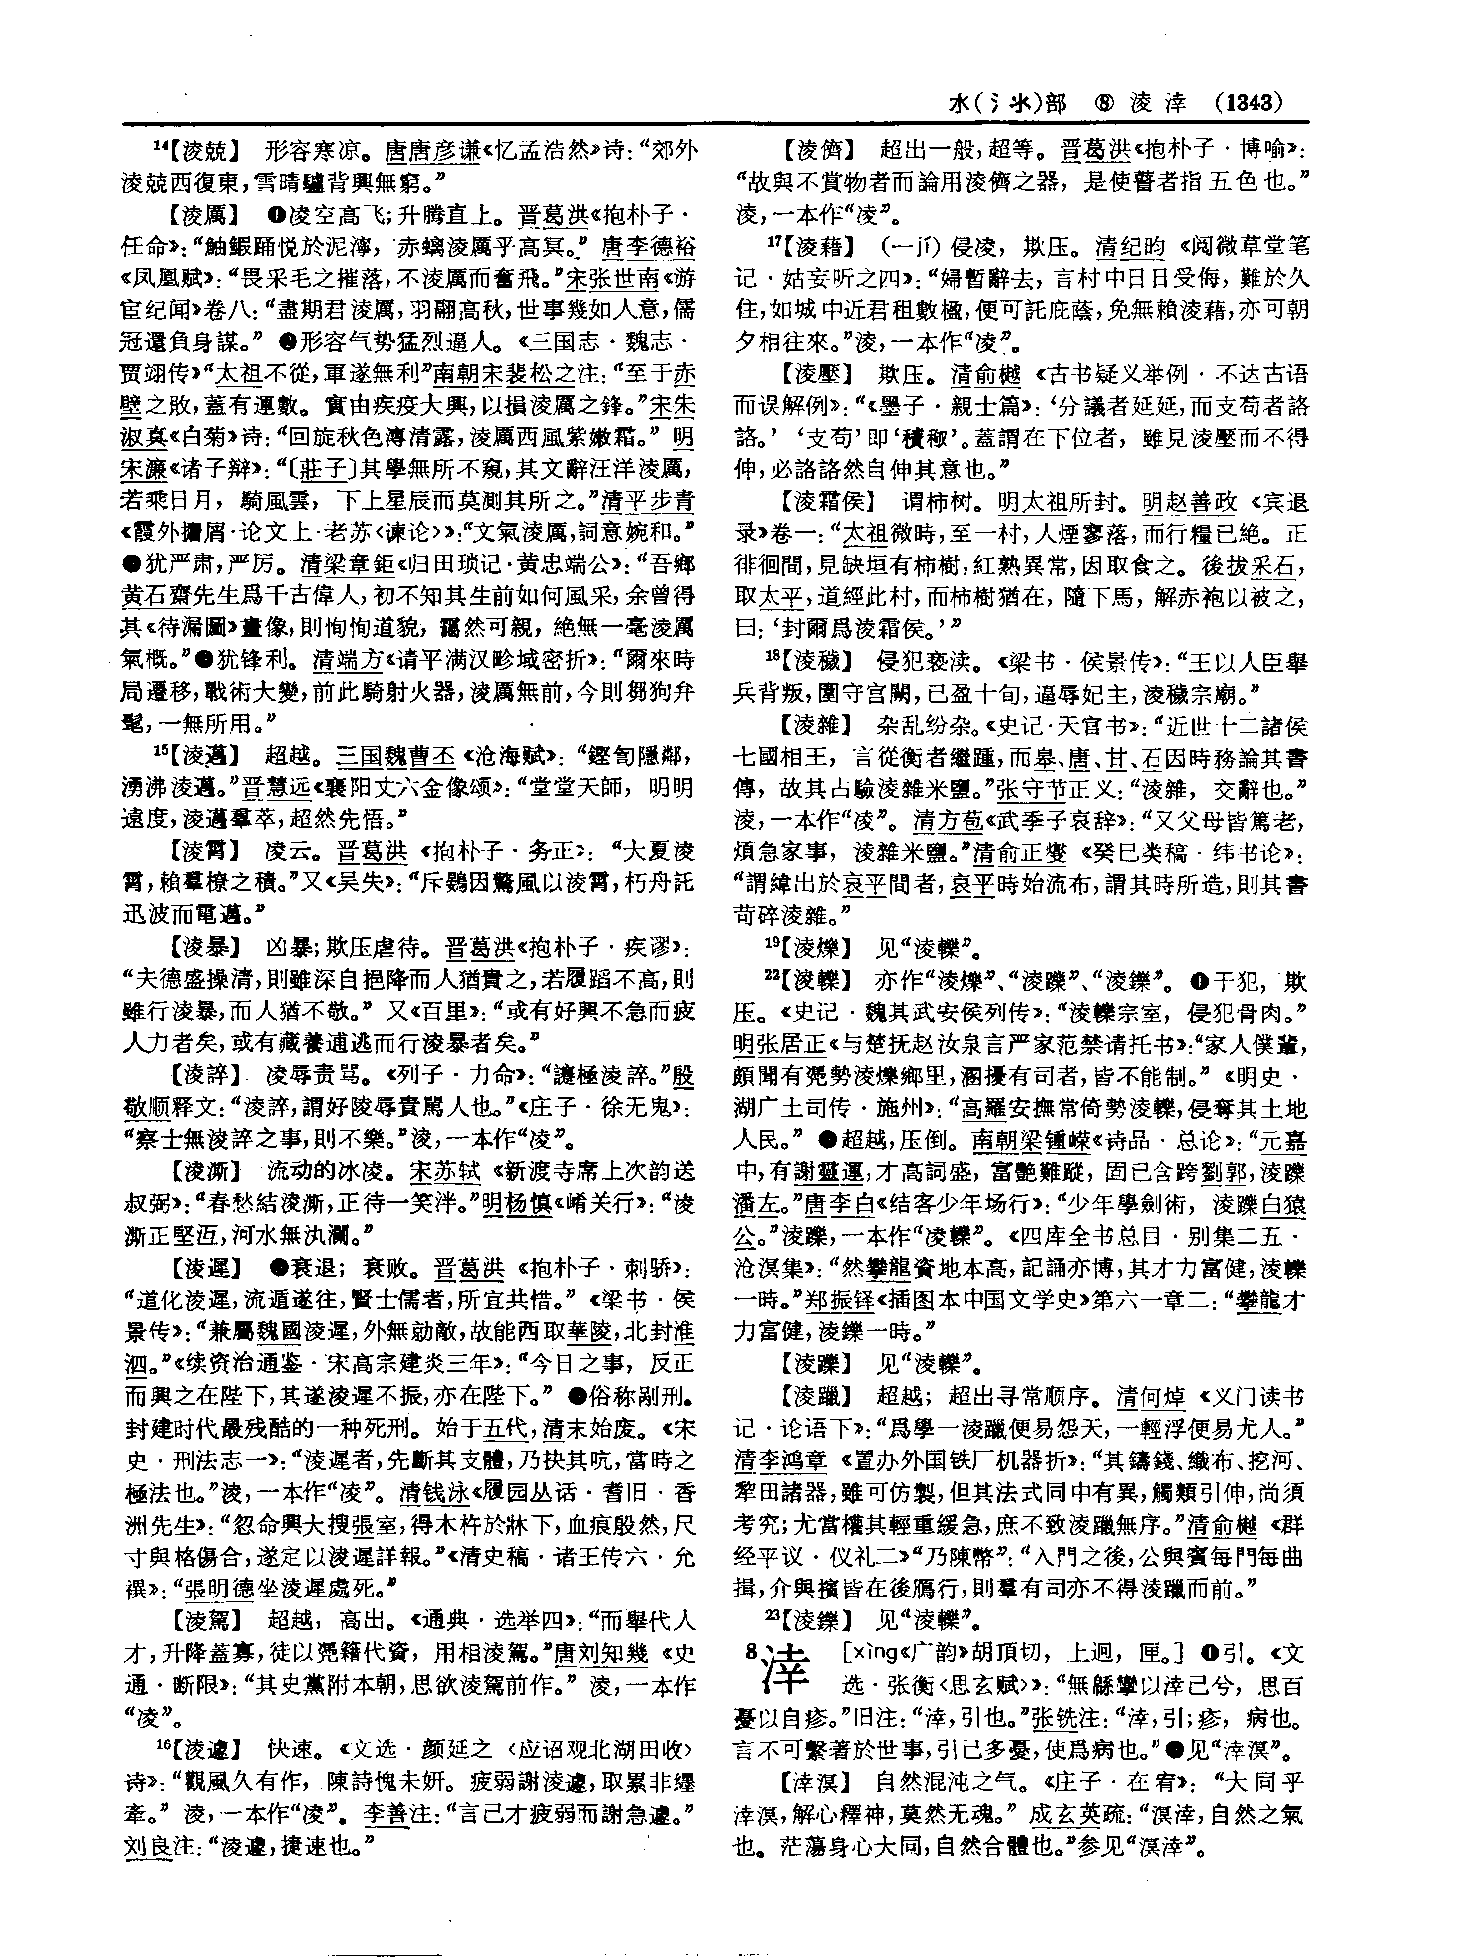 水(氵氺)部 ⑧ 淩 涬 (1343)
¹⁴【淩兢】 形容寒凉。唐唐彦谦《忆孟浩然》诗：“郊外
淩兢西復東，雪晴驢背興無窮。”
【淩厲】 ❶凌空高飞；升腾直上。晋葛洪《抱朴子·
任命》：“鮋鰕踊悦於泥濘，赤螭淩厲乎高冥。”唐李德裕
《凤凰赋》：“畏采毛之摧落，不淩厲而奮飛。”宋张世南《游
宦纪闻》卷八：“盡期君淩厲，羽翮高秋，世事幾如人意，儒
冠還負身謀。” ❷形容气势猛烈逼人。《三国志·魏志·
贾诩传》“太祖不從，軍遂無利”南朝宋裴松之注：“至于赤
壁之敗，蓋有運數。實由疾疫大興，以損淩厲之鋒。”宋朱
淑真《白菊》诗：“回旋秋色溥清露，淩厲西風紫嫩霜。”明
宋濂《诸子辩》：“〔莊子〕其學無所不窺，其文辭汪洋淩厲，
若乘日月，騎風雲，下上星辰而莫測其所之。”清平步青
《霞外攟屑·论文上·老苏〈谏论〉》：“文氣淩厲，詞意婉和。”
●犹严肃，严厉。清梁章鉅《归田琐记·黄忠端公》：“吾鄉
黄石齋先生爲千古偉人，初不知其生前如何風采，余曾得
其《待漏圖》畫像，則恂恂道貌，靄然可親，絶無一毫淩厲
氣概。”●犹锋利。清端方《请平满汉畛域密折》：“爾來時
局遷移，戰術大變，前此騎射火器，淩厲無前，今則芻狗弁
髦，一無所用。”
¹⁵【淩邁】 超越。三国魏曹丕《沧海赋》：“鏗訇隱鄰，
湧沸淩邁。”晋慧远《襄阳丈六金像颂》：“堂堂天師，明明
遠度，淩邁羣萃，超然先悟。”
【淩霄】 凌云。晋葛洪《抱朴子·务正》：“大夏淩
霄，賴羣橑之積。”又《吴失》：“斥鷃因驚風以淩霄，朽舟託
迅波而電邁。”
【淩暴】 凶暴；欺压虐待。晋葛洪《抱朴子·疾谬》：
“夫德盛操清，則雖深自挹降而人猶貴之，若履蹈不高，則
雖行淩暴，而人猶不敬。”又《百里》：“或有好興不急而疲
人力者矣，或有藏養逋逃而行淩暴者矣。”
【淩誶】 凌辱责骂。《列子·力命》：“讓極淩誶。”殷
敬顺释文：“淩誶，謂好陵辱責駡人也。”《庄子·徐无鬼》：
“察士無淩誶之事，則不樂。”淩，一本作“凌”。
【淩澌】 流动的冰凌。宋苏轼《新渡寺席上次韵送
叔弼》：“春愁結淩澌，正待一笑泮。”明杨慎《崤关行》：“淩
澌正堅沍，河水無汍瀾。”
【淩遲】 ●衰退；衰败。晋葛洪《抱朴子·刺骄》：
“道化淩遲，流遁遂往，賢士儒者，所宜共惜。”《梁书·侯
景传》：“兼屬魏國淩遲，外無勍敵，故能西取華陵，北封淮
泗。”《续资治通鉴·宋高宗建炎三年》：“今日之事，反正
而興之在陛下，其遂淩遲不振，亦在陛下。” ●俗称剐刑。
封建时代最残酷的一种死刑。始于五代，清末始废。《宋
史·刑法志一》：“淩遲者，先斷其支體，乃抉其吭，當時之
極法也。”淩，一本作“凌”。清钱泳《履园丛话·耆旧·香
洲先生》：“忽命興大搜張室，得木杵於牀下，血痕殷然，尺
寸與格傷合，遂定以淩遲詳報。”《清史稿·诸王传六·允
禩》：“張明德坐淩遲處死。”
【淩駕】 超越，高出。《通典·选举四》：“而舉代人
才，升降蓋寡，徒以凭籍代資，用相淩駕。”唐刘知幾《史
通·断限》：“其史黨附本朝，思欲淩駕前作。”淩，一本作
“凌”。
¹⁶【淩遽】 快速。《文选·颜延之〈应诏观北湖田收〉
诗》：“觀風久有作，陳詩愧未妍。疲弱謝淩遽，取累非纆
牽。”淩，一本作“凌”。李善注：“言己才疲弱而謝急遽。”
刘良注：“淩遽，捷速也。”
【淩儕】 超出一般，超等。晋葛洪《抱朴子·博喻》：
“故與不賞物者而論用淩儕之器，是使瞽者指五色也。”
淩，一本作“凌”。
¹⁷【淩藉】 （一jí）侵凌，欺压。清纪昀《阅微草堂笔
记·姑妄听之四》：“婦暫辭去，言村中日日受侮，難於久
住，如城中近君租數楹，便可託庇蔭，免無賴淩藉，亦可朝
夕相往來。”淩，一本作“凌”。
【淩壓】 欺压。清俞樾《古书疑义举例·不达古语
而误解例》：“《墨子·親士篇》：‘分議者延延，而支苟者詻
詻。’‘支苟’即‘𥡴𥠻’。蓋謂在下位者，雖見淩壓而不得
伸，必詻詻然自伸其意也。”
【淩霜侯】 谓柿树。明太祖所封。明赵善政《宾退
录》卷一：“太祖微時，至一村，人煙寥落，而行糧已絶。正
徘徊間，見缺垣有柿樹，紅熟異常，因取食之。後拔采石，
取太平，道經此村，而柿樹猶在，隨下馬，解赤袍以被之，
曰：‘封爾爲淩霜侯。’”
¹⁸【淩穢】 侵犯亵渎。《梁书·侯景传》：“王以人臣舉
兵背叛，圍守宫闕，已盈十旬，逼辱妃主，淩穢宗廟。”
【淩雜】 杂乱纷杂。《史记·天官书》：“近世十二諸侯
七國相王，言從衡者繼踵，而皋、唐、甘、石因時務論其書
傳，故其占驗淩雜米鹽。”张守节正义：“淩雜，交辭也。”
淩，一本作“凌”。清方苞《武季子哀辞》：“又父母皆篤老，
煩急家事，淩雜米鹽。”清俞正燮《癸巳类稿·纬书论》：
“謂緯出於哀平間者，哀平時始流布，謂其時所造，則其書
苛碎淩雜。”
¹⁹【淩爍】 见“淩轢”。
²²【淩轢】 亦作“淩爍”、“淩躒”、“淩鑠”。❶干犯，欺
压。《史记·魏其武安侯列传》：“淩轢宗室，侵犯骨肉。”
明张居正《与楚抚赵汝泉言严家范禁请托书》：“家人僕輩，
頗聞有凭勢淩爍鄉里，溷擾有司者，皆不能制。”《明史·
湖广土司传·施州》：“高羅安撫常倚勢淩轢，侵奪其土地
人民。” ●超越，压倒。南朝梁锺嵘《诗品·总论》：“元嘉
中，有謝靈運，才高詞盛，富艷難蹤，固已含跨劉郭，淩躒
潘左。”唐李白《结客少年场行》：“少年學劍術，淩躒白猿
公。”淩躒，一本作“凌轢”。《四库全书总目·别集二五·
沧溟集》：“然攀龍資地本高，記誦亦博，其才力富健，淩轢
一時。”郑振铎《插图本中国文学史》第六一章二：“攀龍才
力富健，淩鑠一時。”
【淩躒】 见“淩轢”。
【淩躐】 超越；超出寻常顺序。清何焯《义门读书
记·论语下》：“爲學一淩躐便易怨天，一輕浮便易尤人。”
清李鸿章《置办外国铁厂机器折》：“其鑄錢、織布、挖河、
犂田諸器，雖可仿製，但其法式同中有異，觸類引伸，尚須
考究；尤當權其輕重緩急，庶不致淩躐無序。”清俞樾《群
经平议·仪礼二》“乃陳幣”：“入門之後，公與賓每門每曲
揖，介與擯皆在後鴈行，則羣有司亦不得淩躐而前。”
²³【淩鑠】 见“淩轢”。
⁸涬 ［xìng《广韵》胡頂切，上迥，匣。］ ❶引。《文
选·张衡〈思玄赋〉》：“無緜攣以涬己兮，思百
憂以自疹。”旧注：“涬，引也。”张铣注：“涬，引；疹，病也。
言不可繫著於世事，引己多憂，使爲病也。”●见“涬溟”。
【涬溟】 自然混沌之气。《庄子·在宥》：“大同乎
涬溟，解心釋神，莫然无魂。”成玄英疏：“溟涬，自然之氣
也。茫蕩身心大同，自然合體也。”参见“溟涬”。